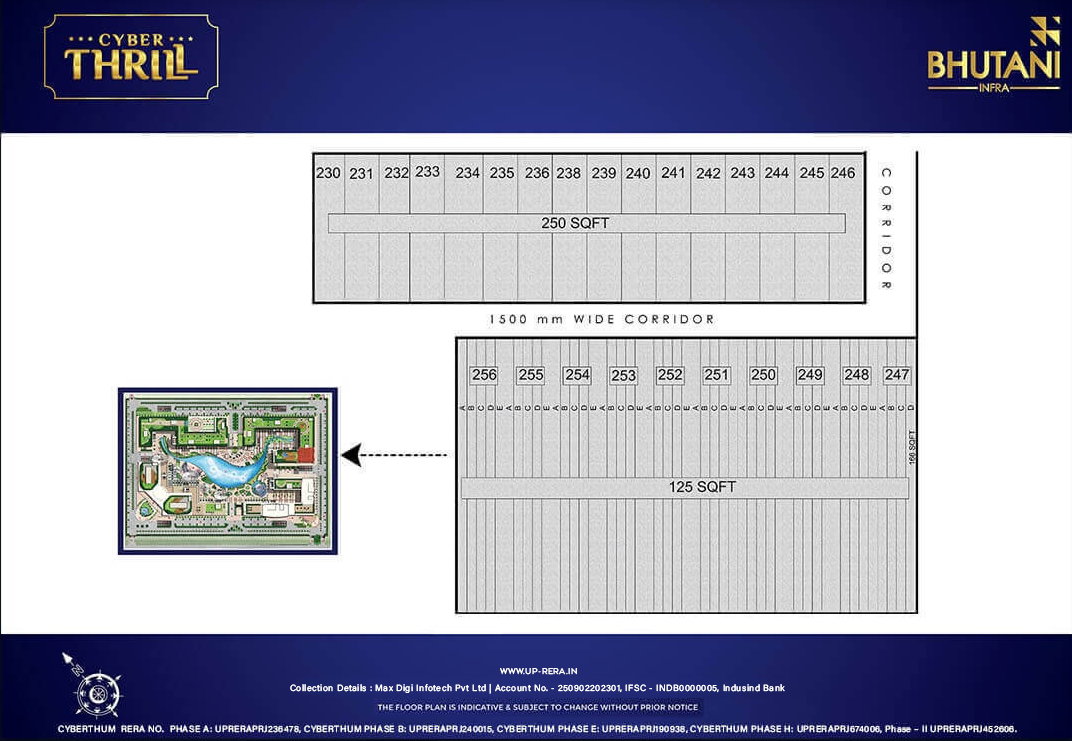 CYBER
THRILL
BHUTANI
INFRA
230 231 232 233 234 235 236 238 239 240 241 242 243 244 245 246
250 SQFT
CORRIDOR
1500 mm WIDE CORRIDOR
256 255 254 253 252 251 250 249 248 247
A B C D E A B C D E A B C D E A B C D E A B C D E A B C D E A B C D E A B C D E A B C D E A B C D
166 SQFT
125 SQFT
N
WWW.UP-RERA.IN
Collection Details : Max Digi Infotech Pvt Ltd | Account No. - 250902202301, IFSC - INDB0000005, Indusind Bank
THE FLOOR PLAN IS INDICATIVE & SUBJECT TO CHANGE WITHOUT PRIOR NOTICE
CYBERTHUM RERA NO. PHASE A: UPRERAPRJ236478, CYBERTHUM PHASE B: UPRERAPRJ240015, CYBERTHUM PHASE E: UPRERAPRJ190938, CYBERTHUM PHASE H: UPRERAPRJ674006, Phase - II UPRERAPRJ452606.